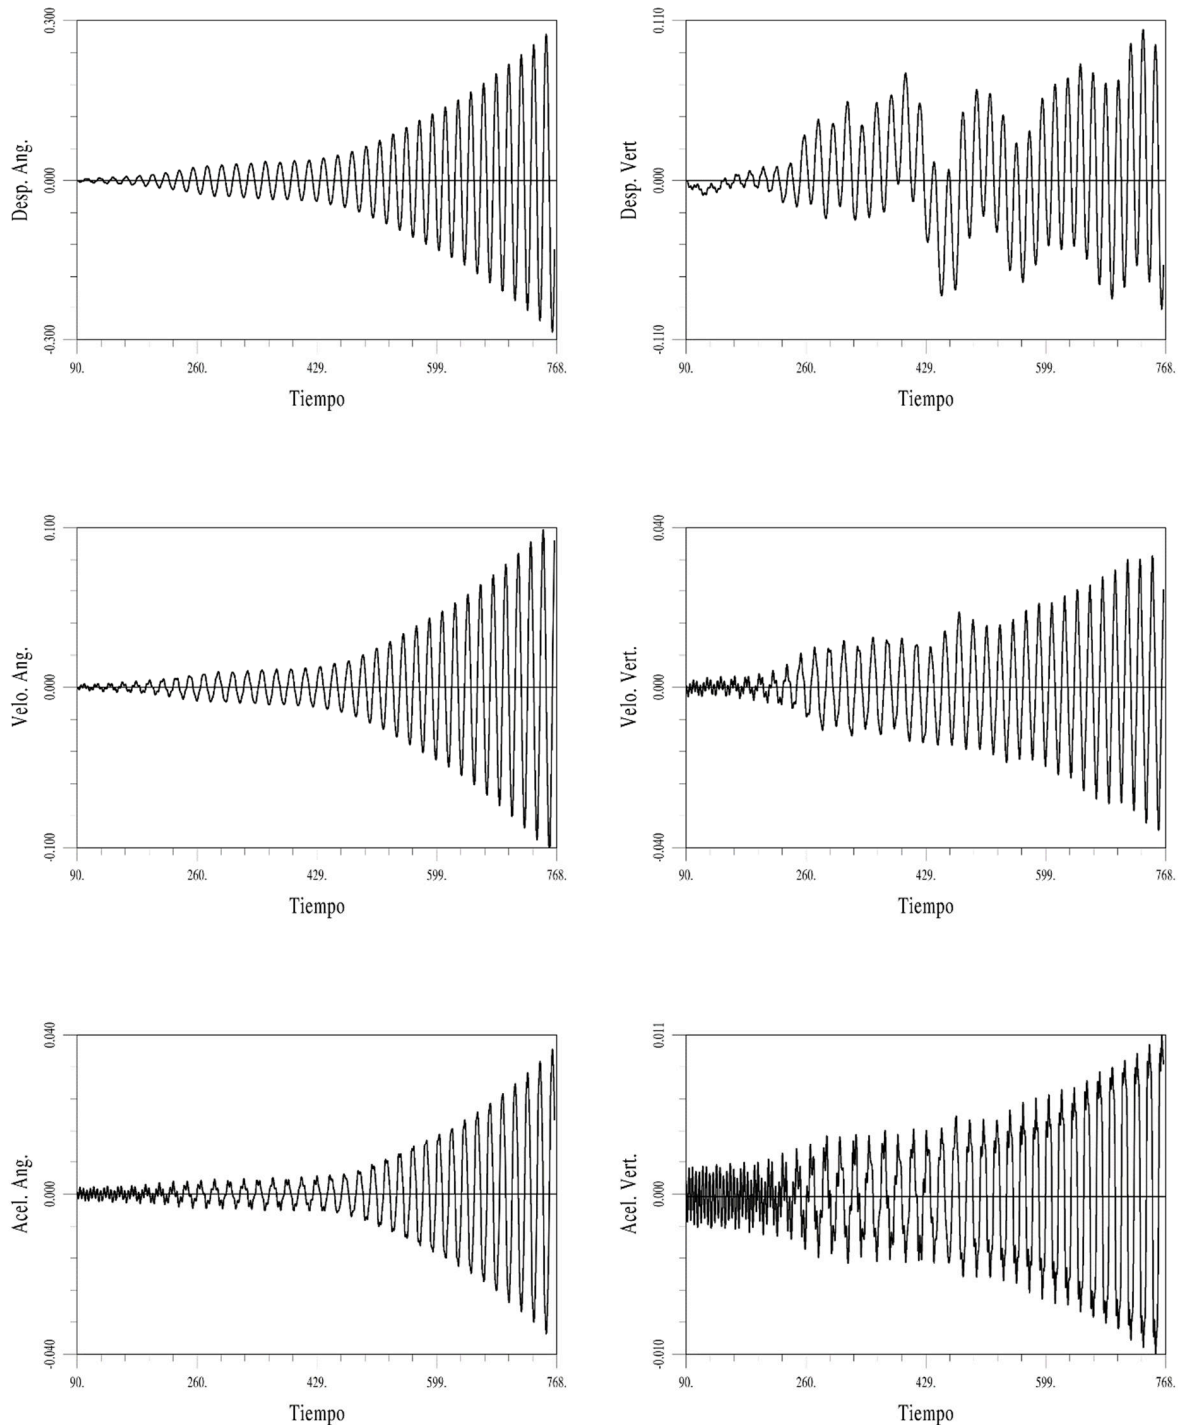 0.300
0.000
-0.300
Desp. Ang.
90. 260. 429. 599. 768.
Tiempo
0.110
0.000
-0.110
Desp. Vert
90. 260. 429. 599. 768.
Tiempo
0.100
0.000
-0.100
Velo. Ang.
90. 260. 429. 599. 768.
Tiempo
0.040
0.000
-0.040
Velo. Vert.
90. 260. 429. 599. 768.
Tiempo
0.040
0.000
-0.040
Acel. Ang.
90. 260. 429. 599. 768.
Tiempo
0.011
0.000
-0.010
Acel. Vert.
90. 260. 429. 599. 768.
Tiempo